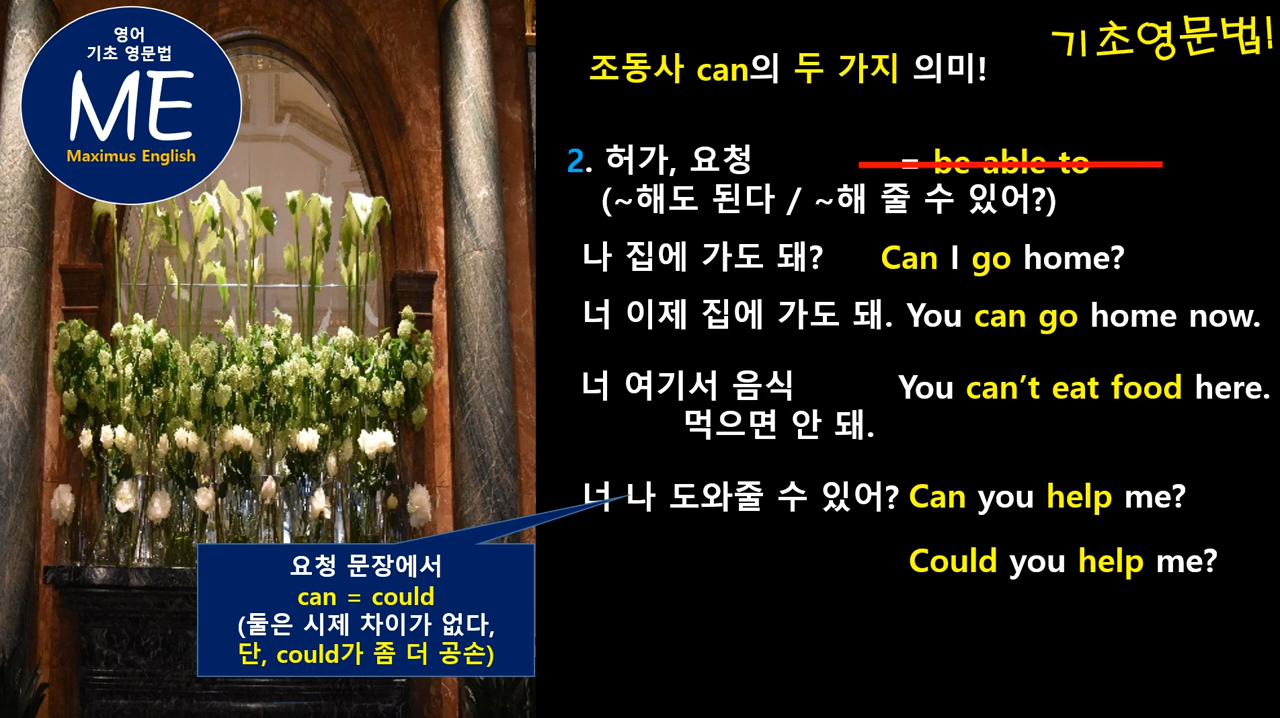 영어
기초 영문법
ME
Maximus English
기초영문법!
조동사 can의 두 가지 의미!
2. 허가, 요청 = be able to
(~해도 된다 / ~해 줄 수 있어?)
나 집에 가도 돼? Can I go home?
너 이제 집에 가도 돼. You can go home now.
너 여기서 음식 You can’t eat food here.
먹으면 안 돼.
너 나 도와줄 수 있어? Can you help me?
Could you help me?
요청 문장에서
can = could
(둘은 시제 차이가 없다,
단, could가 좀 더 공손)